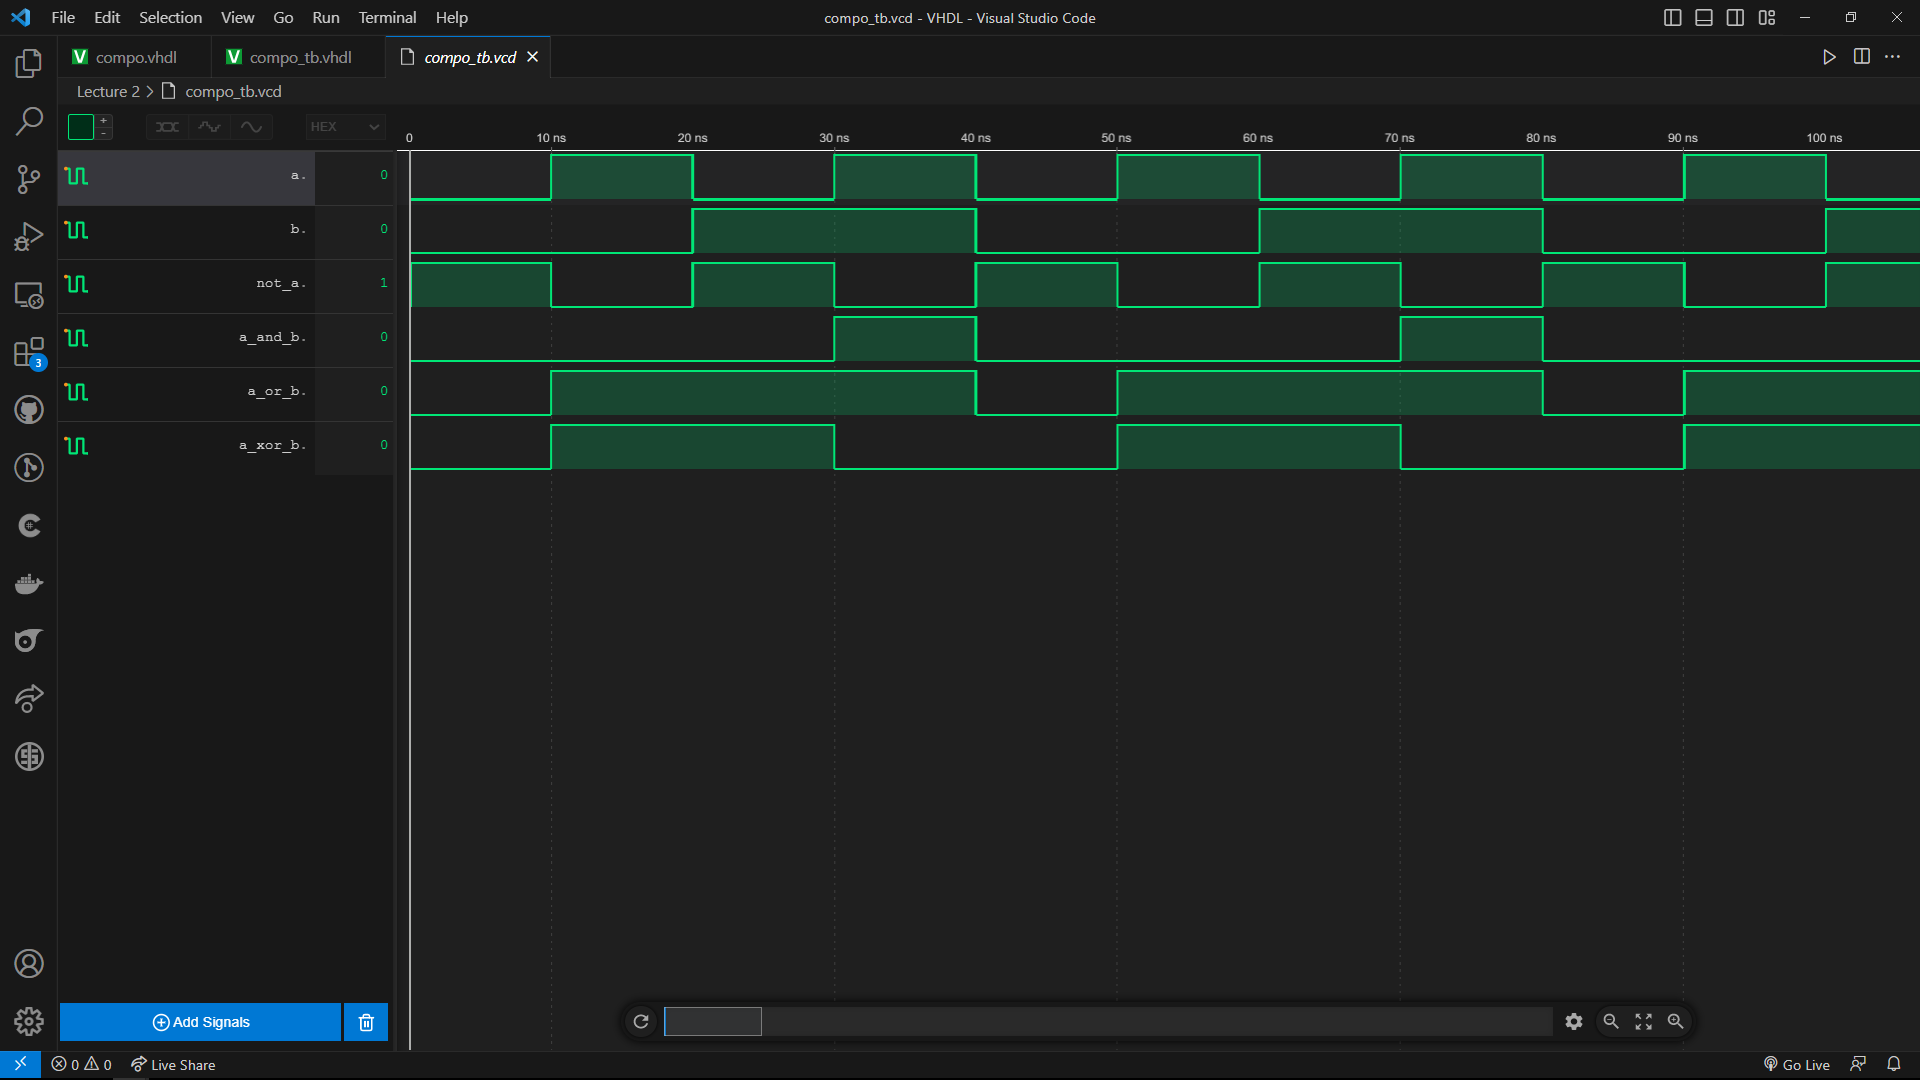 File Edit Selection View Go Run Terminal Help
compo_tb.vcd - VHDL - Visual Studio Code
compo.vhdl
compo_tb.vhdl
compo_tb.vcd
Lecture 2 > compo_tb.vcd
+
-
HEX
0 10 ns 20 ns 30 ns 40 ns 50 ns 60 ns 70 ns 80 ns 90 ns 100 ns
a. 0
b. 0
not_a. 1
a_and_b. 0
a_or_b. 0
a_xor_b. 0
3
Add Signals
0 0 Live Share
Go Live